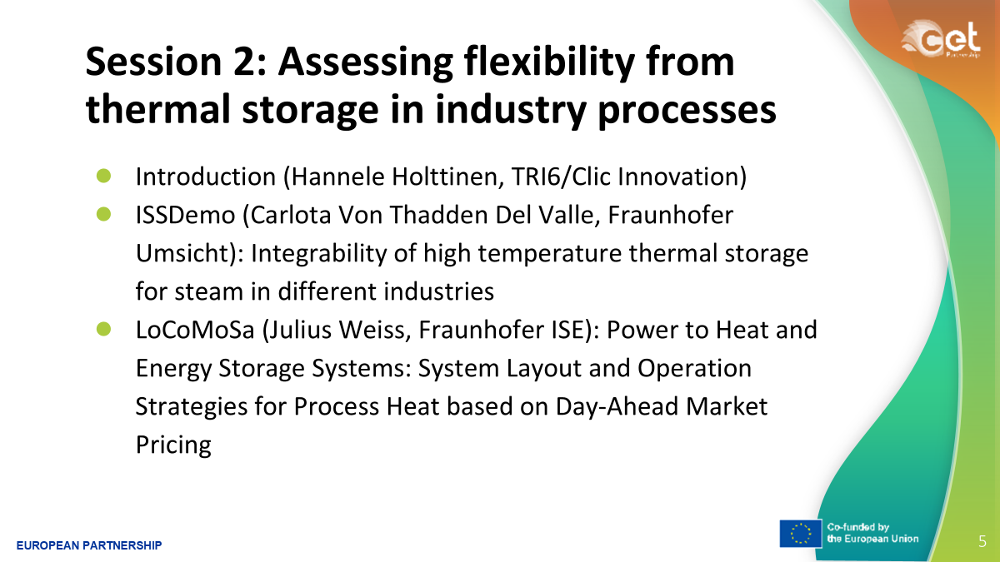 cet
Partnership
Session 2: Assessing flexibility from
thermal storage in industry processes
Introduction (Hannele Holttinen, TRI6/Clic Innovation)
ISSDemo (Carlota Von Thadden Del Valle, Fraunhofer
Umsicht): Integrability of high temperature thermal storage
for steam in different industries
LoCoMoSa (Julius Weiss, Fraunhofer ISE): Power to Heat and
Energy Storage Systems: System Layout and Operation
Strategies for Process Heat based on Day-Ahead Market
Pricing
EUROPEAN PARTNERSHIP
Co-funded by
the European Union
5